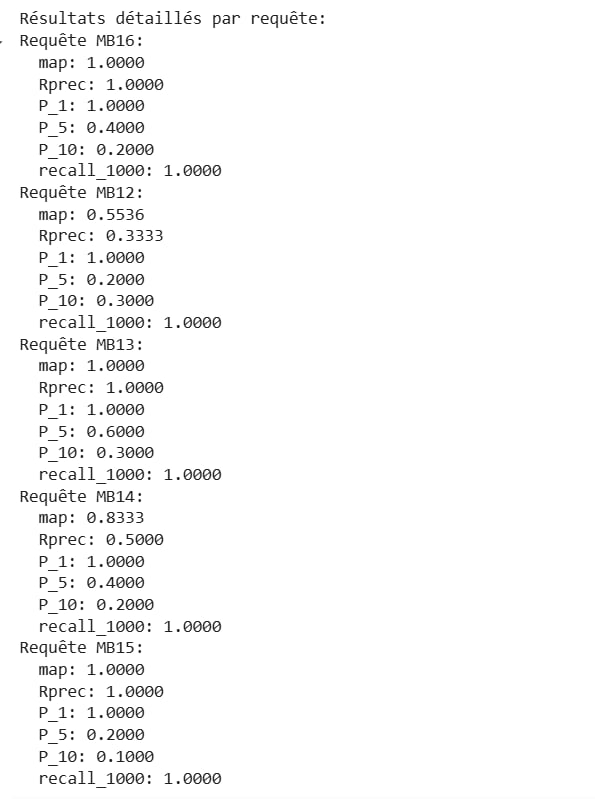 Résultats détaillés par requête:
Requête MB16:
map: 1.0000
Rprec: 1.0000
P_1: 1.0000
P_5: 0.4000
P_10: 0.2000
recall_1000: 1.0000
Requête MB12:
map: 0.5536
Rprec: 0.3333
P_1: 1.0000
P_5: 0.2000
P_10: 0.3000
recall_1000: 1.0000
Requête MB13:
map: 1.0000
Rprec: 1.0000
P_1: 1.0000
P_5: 0.6000
P_10: 0.3000
recall_1000: 1.0000
Requête MB14:
map: 0.8333
Rprec: 0.5000
P_1: 1.0000
P_5: 0.4000
P_10: 0.2000
recall_1000: 1.0000
Requête MB15:
map: 1.0000
Rprec: 1.0000
P_1: 1.0000
P_5: 0.2000
P_10: 0.1000
recall_1000: 1.0000